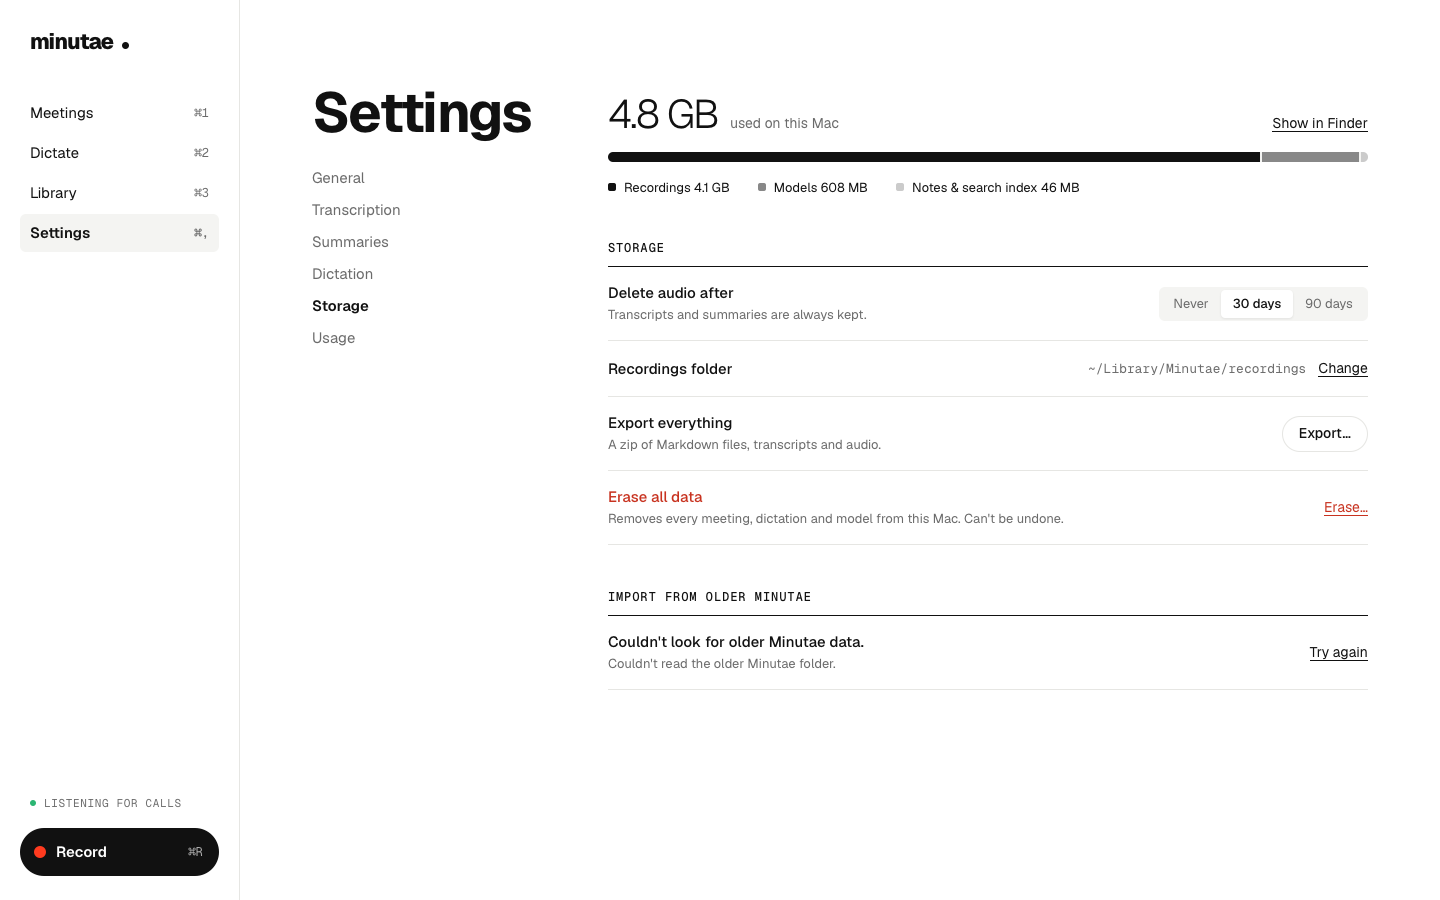 minutae
Meetings ⌘1
Dictate ⌘2
Library ⌘3
Settings ⌘,
LISTENING FOR CALLS
Record ⌘R
Settings
General
Transcription
Summaries
Dictation
Storage
Usage
4.8 GB used on this Mac Show in Finder
Recordings 4.1 GB Models 608 MB Notes & search index 46 MB
STORAGE
Delete audio after
Transcripts and summaries are always kept.
Never 30 days 90 days
Recordings folder ~/Library/Minutae/recordings Change
Export everything
A zip of Markdown files, transcripts and audio.
Export...
Erase all data
Removes every meeting, dictation and model from this Mac. Can't be undone.
Erase...
IMPORT FROM OLDER MINUTAE
Couldn't look for older Minutae data.
Couldn't read the older Minutae folder.
Try again